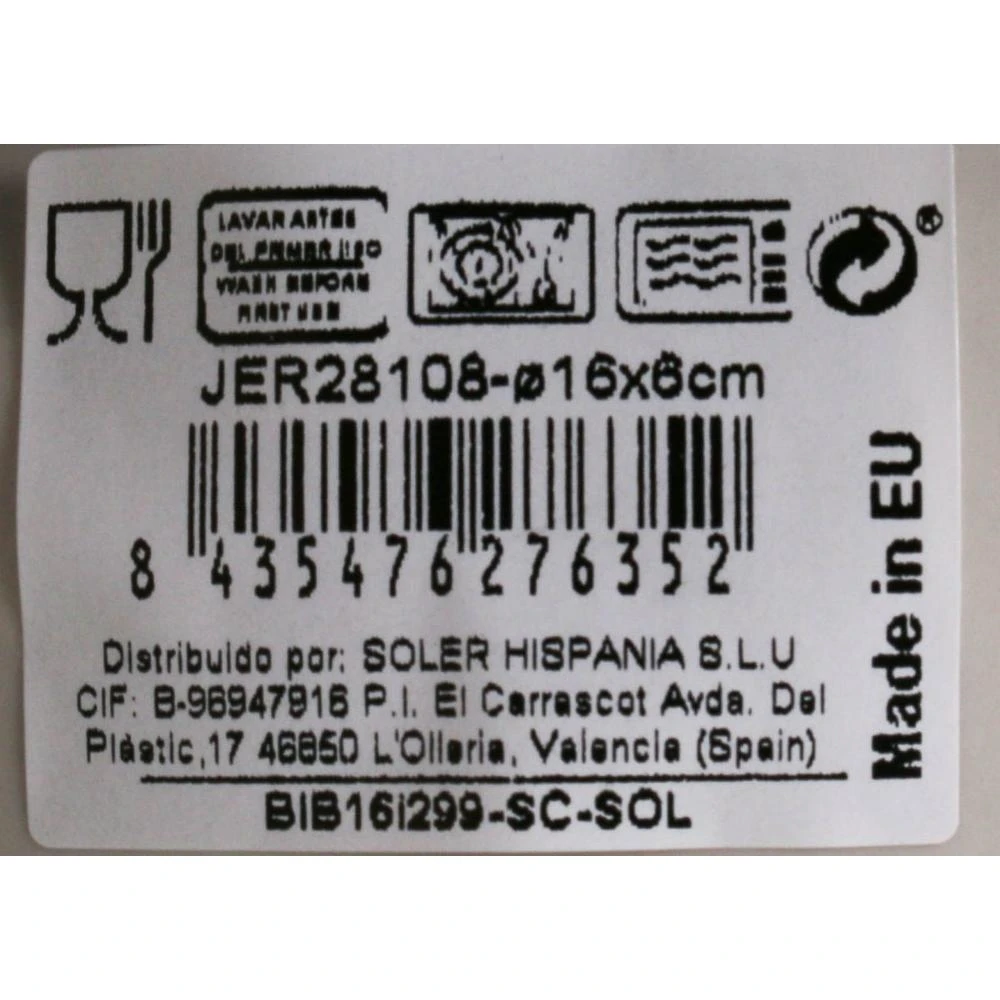 LAVAR ANTES
DEL PRIMER USO
WASH BEFORE
FIRST USE
®
JER28108-ø16x6cm
8 435476 276352
Distribuido por: SOLER HISPANIA S.L.U
CIF: B-96947916 P.I. El Carrascot Avda. Del
Plàstic,17 46850 L'Olleria, Valencia (Spain)
BIB16i299-SC-SOL
Made in EU